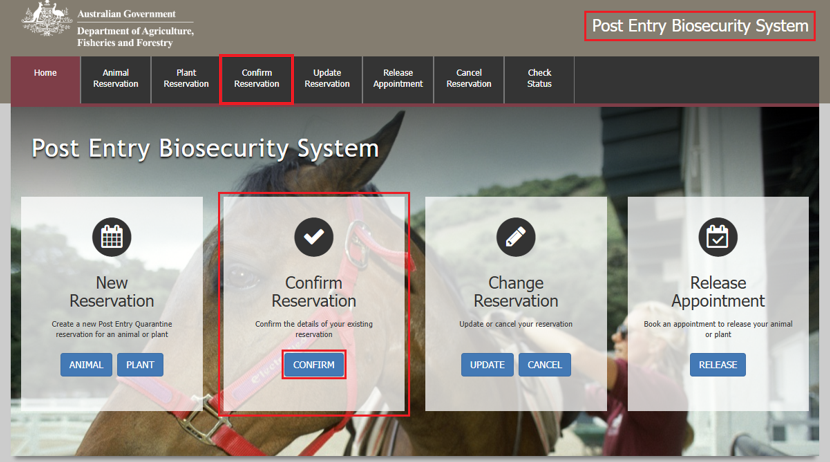 Australian Government
Department of Agriculture,
Fisheries and Forestry
Post Entry Biosecurity System
Home
Animal
Reservation
Plant
Reservation
Confirm
Reservation
Update
Reservation
Release
Appointment
Cancel
Reservation
Check
Status
Post Entry Biosecurity System
New
Reservation
Create a new Post Entry Quarantine
reservation for an animal or plant
ANIMAL PLANT
Confirm
Reservation
Confirm the details of your existing
reservation
CONFIRM
Change
Reservation
Update or cancel your reservation
UPDATE CANCEL
Release
Appointment
Book an appointment to release your animal
or plant
RELEASE